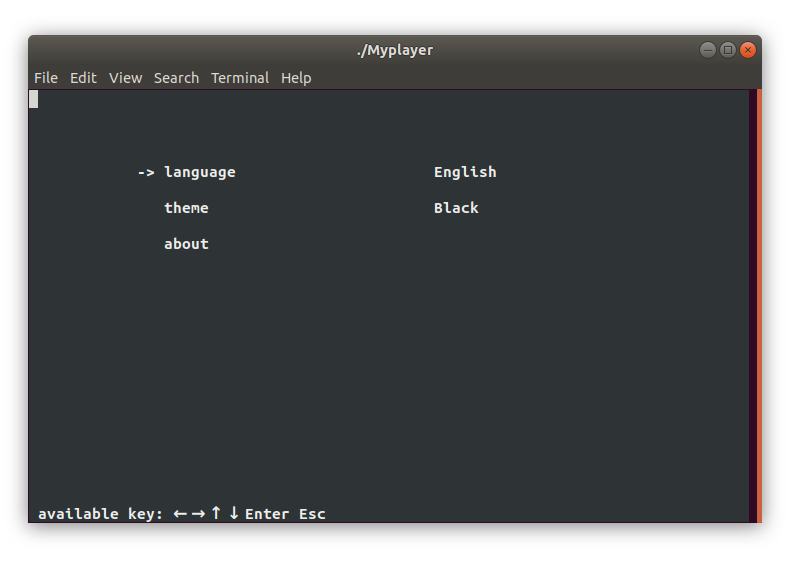 ./Myplayer
File Edit View Search Terminal Help
-> language English
theme Black
about
available key: ←→↑↓Enter Esc